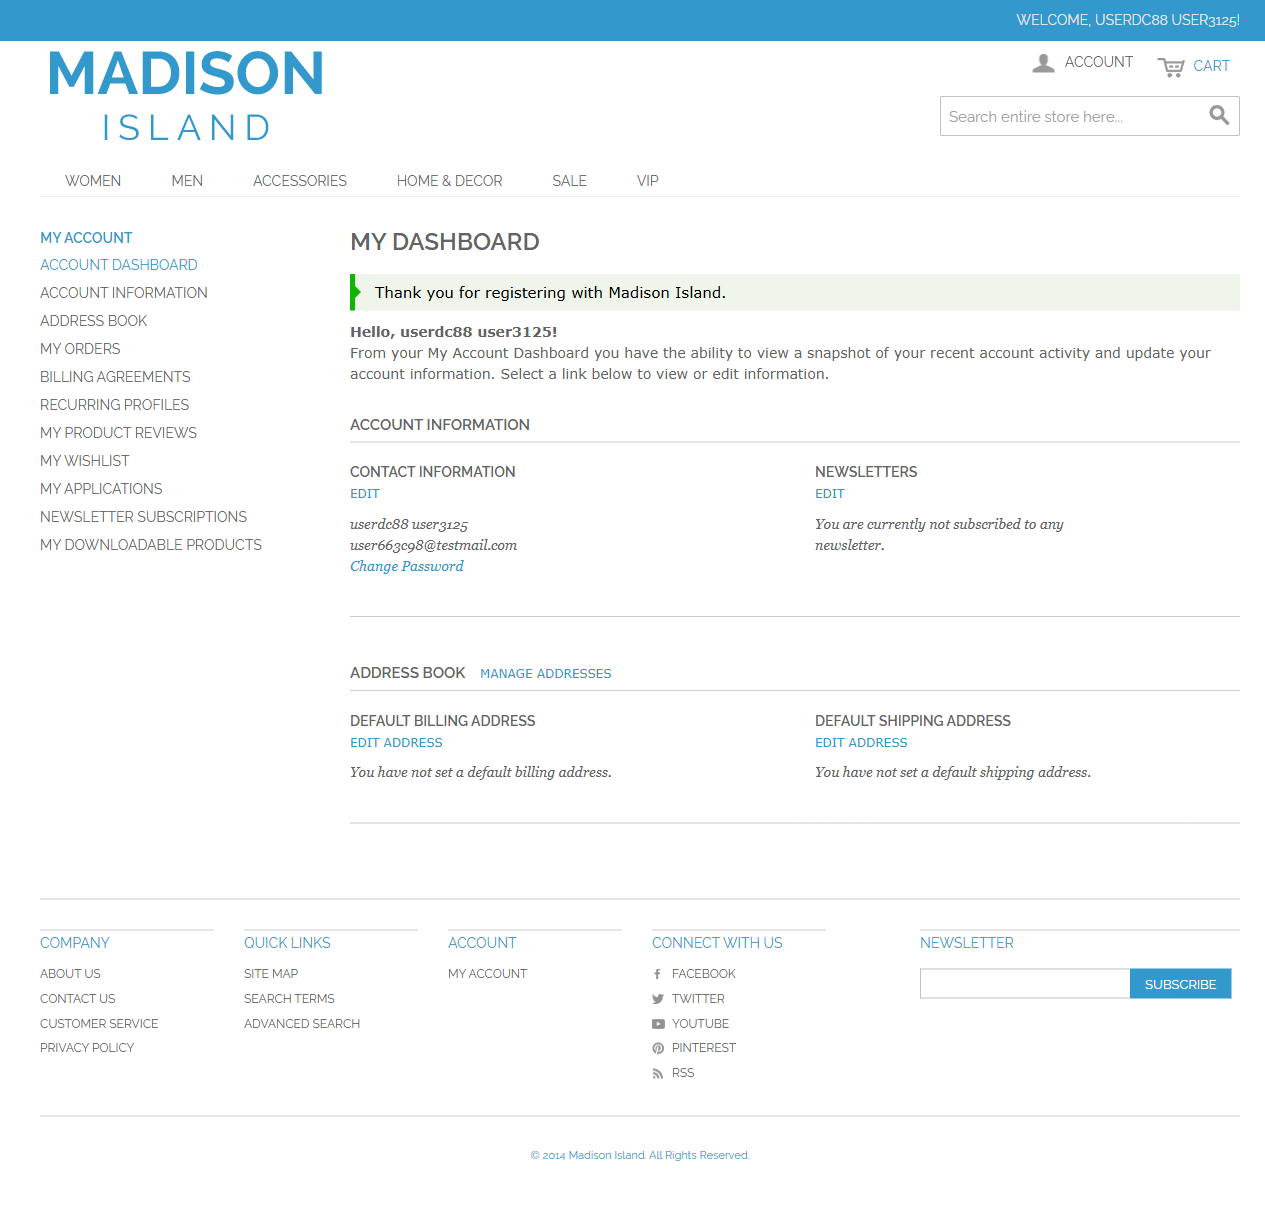 WELCOME, USERDC88 USER3125!
MADISON
ISLAND
ACCOUNT
CART
Search entire store here...
WOMEN MEN ACCESSORIES HOME & DECOR SALE VIP
MY ACCOUNT
ACCOUNT DASHBOARD
ACCOUNT INFORMATION
ADDRESS BOOK
MY ORDERS
BILLING AGREEMENTS
RECURRING PROFILES
MY PRODUCT REVIEWS
MY WISHLIST
MY APPLICATIONS
NEWSLETTER SUBSCRIPTIONS
MY DOWNLOADABLE PRODUCTS
MY DASHBOARD
Thank you for registering with Madison Island.
Hello, userdc88 user3125!
From your My Account Dashboard you have the ability to view a snapshot of your recent account activity and update your
account information. Select a link below to view or edit information.
ACCOUNT INFORMATION
CONTACT INFORMATION
EDIT
userdc88 user3125
user663c98@testmail.com
Change Password
NEWSLETTERS
EDIT
You are currently not subscribed to any
newsletter.
ADDRESS BOOK MANAGE ADDRESSES
DEFAULT BILLING ADDRESS
EDIT ADDRESS
You have not set a default billing address.
DEFAULT SHIPPING ADDRESS
EDIT ADDRESS
You have not set a default shipping address.
COMPANY
ABOUT US
CONTACT US
CUSTOMER SERVICE
PRIVACY POLICY
QUICK LINKS
SITE MAP
SEARCH TERMS
ADVANCED SEARCH
ACCOUNT
MY ACCOUNT
CONNECT WITH US
FACEBOOK
TWITTER
YOUTUBE
PINTEREST
RSS
NEWSLETTER
SUBSCRIBE
© 2014 Madison Island. All Rights Reserved.